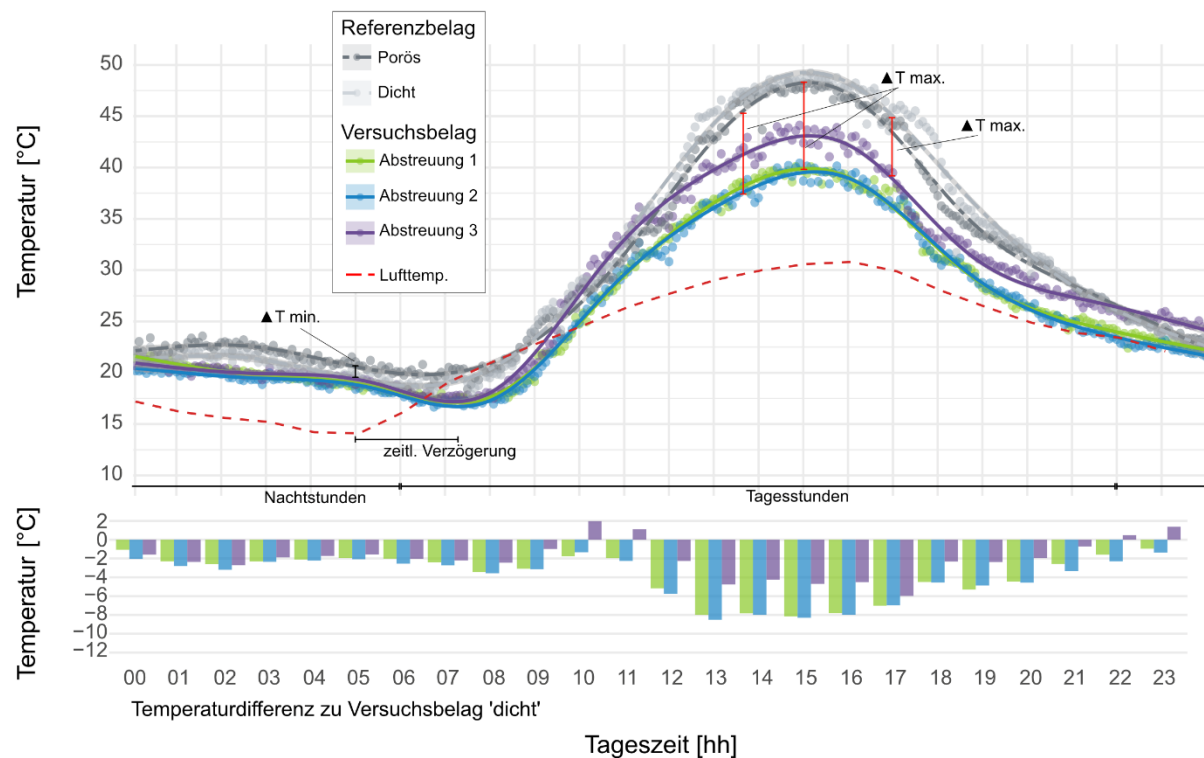 Referenzbelag
Porös
Dicht
Versuchsbelag
Abstreuung 1
Abstreuung 2
Abstreuung 3
Lufttemp.
Temperatur [°C]
50
45
40
35
30
25
20
15
10
▲T max.
▲T max.
▲T min.
zeitl. Verzögerung
Nachtstunden
Tagesstunden
Temperatur [°C]
2
0
−2
−4
−6
−8
−10
−12
00 01 02 03 04 05 06 07 08 09 10 11 12 13 14 15 16 17 18 19 20 21 22 23
Temperaturdifferenz zu Versuchsbelag 'dicht'
Tageszeit [hh]